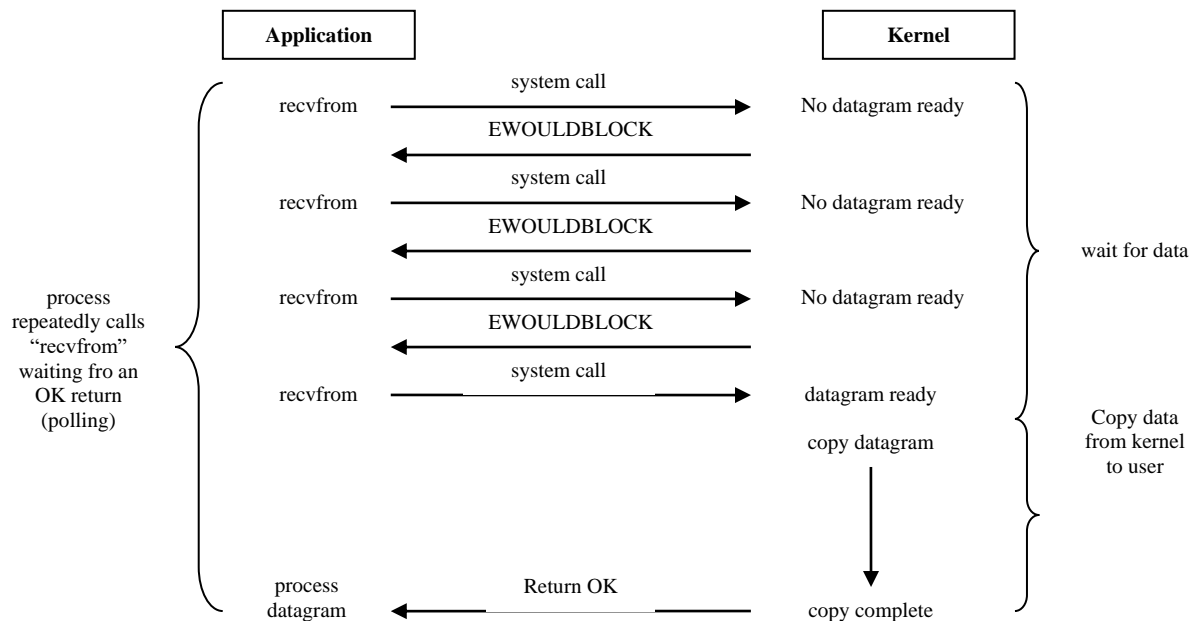 Application
Kernel
system call
recvfrom
No datagram ready
EWOULDBLOCK
system call
recvfrom
No datagram ready
EWOULDBLOCK
wait for data
system call
recvfrom
No datagram ready
process
repeatedly calls
“recvfrom”
waiting fro an
OK return
(polling)
EWOULDBLOCK
system call
recvfrom
datagram ready
Copy data
from kernel
to user
copy datagram
process
datagram
Return OK
copy complete